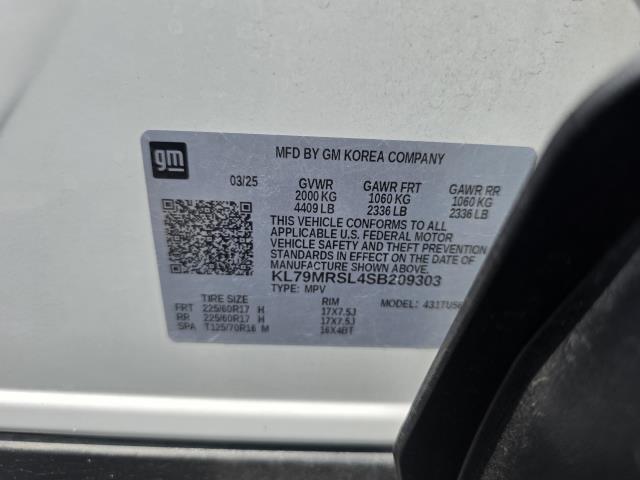 gm
MFD BY GM KOREA COMPANY
03/25 GVWR GAWR FRT GAWR RR
2000 KG 1060 KG 1060 KG
4409 LB 2336 LB 2336 LB
THIS VEHICLE CONFORMS TO ALL
APPLICABLE U.S. FEDERAL MOTOR
VEHICLE SAFETY AND THEFT PREVENTION
STANDARDS IN EFFECT ON THE DATE OF
MANUFACTURE SHOWN ABOVE.
KL79MRSL4SB209303
TYPE: MPV MODEL: 431TUS6
TIRE SIZE RIM
FRT 225/60R17 H 17X7.5J
RR 225/60R17 H 17X7.5J
SPA T125/70R16 M 16X4BT